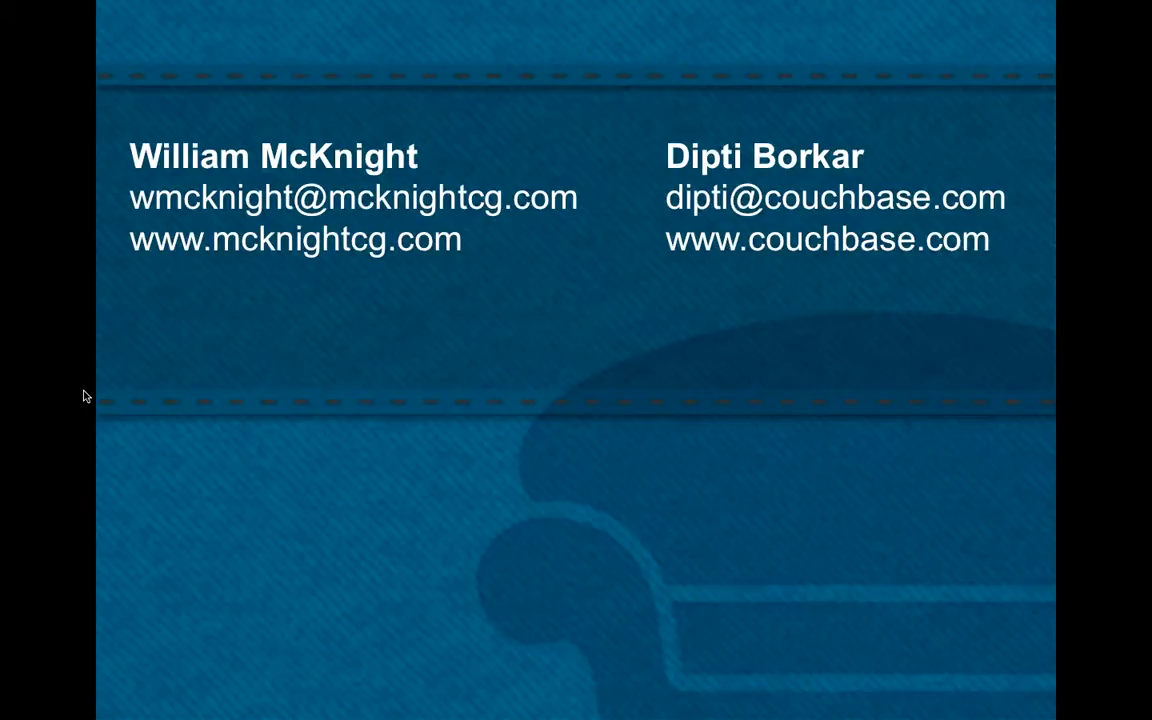 William McKnight
wmcknight@mcknightcg.com
www.mcknightcg.com
Dipti Borkar
dipti@couchbase.com
www.couchbase.com